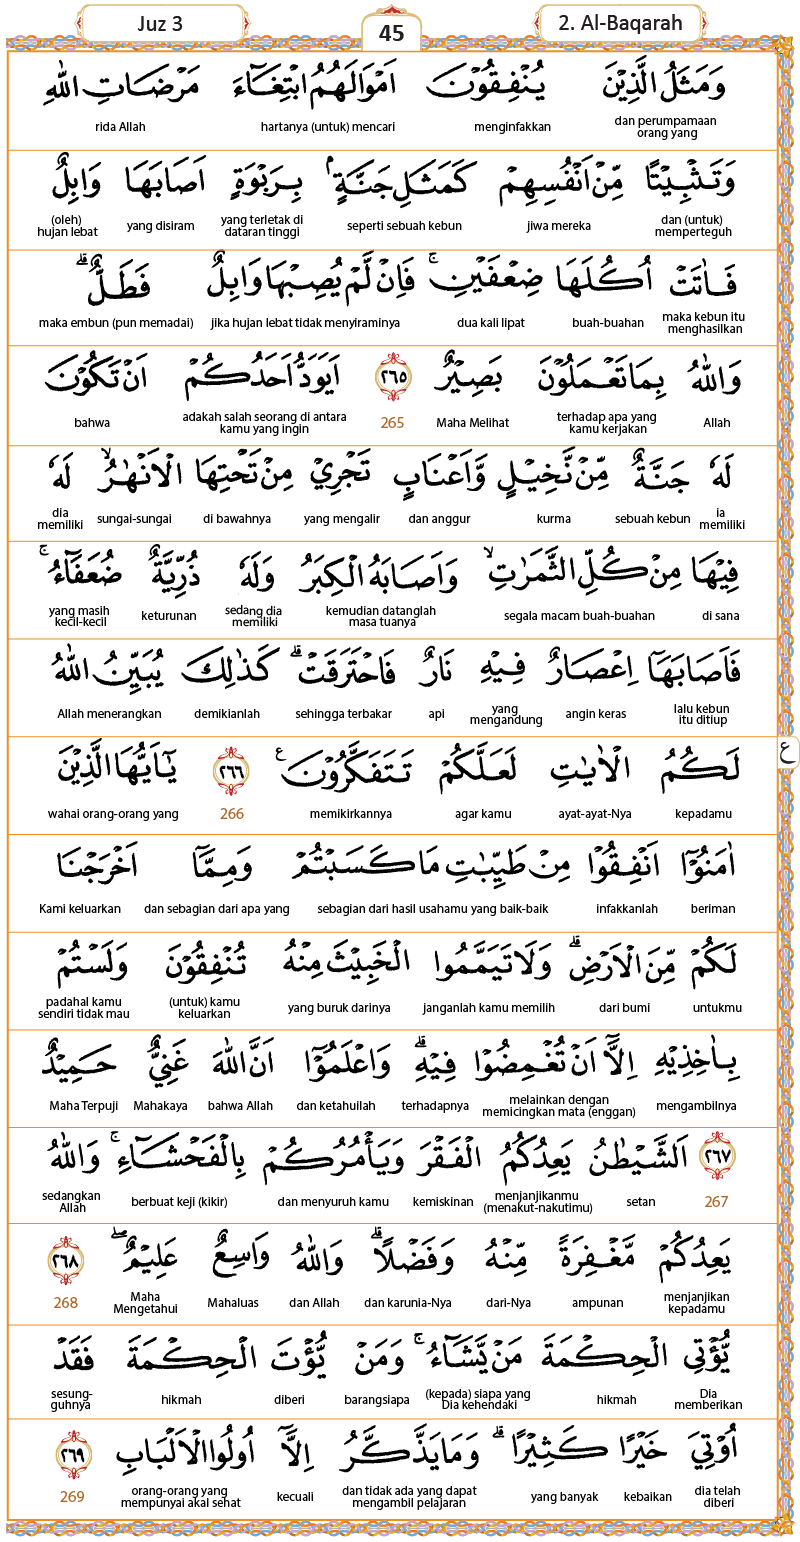 Juz 3
45
2. Al-Baqarah
وَمَثَلُ الَّذِيْنَ يُنْفِقُوْنَ اَمْوَالَهُمُ ابْتِغَاۤءَ مَرْضَاتِ اللّٰهِ
dan perumpamaan orang yang menginfakkan hartanya (untuk) mencari rida Allah
وَتَثْبِيْتًا مِّنْ اَنْفُسِهِمْ كَمَثَلِ جَنَّةٍۢ بِرَبْوَةٍ اَصَابَهَا وَابِلٌ
dan (untuk) memperteguh jiwa mereka seperti sebuah kebun yang terletak di dataran tinggi yang disiram (oleh) hujan lebat
فَاٰتَتْ اُكُلَهَا ضِعْفَيْنِۚ فَاِنْ لَّمْ يُصِبْهَا وَابِلٌ فَطَلٌّۗ
maka kebun itu menghasilkan buah-buahan dua kali lipat jika hujan lebat tidak menyiraminya maka embun (pun memadai)
وَاللّٰهُ بِمَا تَعْمَلُوْنَ بَصِيْرٌ ٢٦٥ اَيَوَدُّ اَحَدُكُمْ اَنْ تَكُوْنَ
Allah terhadap apa yang kamu kerjakan Maha Melihat 265 adakah salah seorang di antara kamu yang ingin bahwa
لَهٗ جَنَّةٌ مِّنْ نَّخِيْلٍ وَّاَعْنَابٍ تَجْرِيْ مِنْ تَحْتِهَا الْاَنْهٰرُۙ لَهٗ
ia memiliki sebuah kebun kurma dan anggur yang mengalir di bawahnya sungai-sungai dia memiliki
فِيْهَا مِنْ كُلِّ الثَّمَرٰتِۙ وَاَصَابَهُ الْكِبَرُ وَلَهٗ ذُرِّيَّةٌ ضُعَفَاۤءُۚ
di sana segala macam buah-buahan kemudian datanglah masa tuanya sedang dia memiliki keturunan yang masih kecil-kecil
فَاَصَابَهَآ اِعْصَارٌ فِيْهِ نَارٌ فَاحْتَرَقَتْۗ كَذٰلِكَ يُبَيِّنُ اللّٰهُ
lalu kebun itu ditiup angin keras yang mengandung api sehingga terbakar demikianlah Allah menerangkan
لَكُمُ الْاٰيٰتِ لَعَلَّكُمْ تَتَفَكَّرُوْنَ ࣖ ٢٦٦ يٰٓاَيُّهَا الَّذِيْنَ
ع
kepadamu ayat-ayat-Nya agar kamu memikirkannya 266 wahai orang-orang yang
اٰمَنُوْٓا اَنْفِقُوْا مِنْ طَيِّبٰتِ مَا كَسَبْتُمْ وَمِمَّآ اَخْرَجْنَا
beriman infakkanlah sebagian dari hasil usahamu yang baik-baik dan sebagian dari apa yang Kami keluarkan
لَكُمْ مِّنَ الْاَرْضِۗ وَلَا تَيَمَّمُوا الْخَبِيْثَ مِنْهُ تُنْفِقُوْنَ وَلَسْتُمْ
untukmu dari bumi janganlah kamu memilih yang buruk darinya (untuk) kamu keluarkan padahal kamu sendiri tidak mau
بِاٰخِذِيْهِ اِلَّآ اَنْ تُغْمِضُوْا فِيْهِۗ وَاعْلَمُوْٓا اَنَّ اللّٰهَ غَنِيٌّ حَمِيْدٌ
mengambilnya melainkan dengan memicingkan mata (enggan) terhadapnya dan ketahuilah bahwa Allah Mahakaya Maha Terpuji
٢٦٧ اَلشَّيْطٰنُ يَعِدُكُمُ الْفَقْرَ وَيَأْمُرُكُمْ بِالْفَحْشَاۤءِۚ وَاللّٰهُ
267 setan menjanjikanmu (menakut-nakutimu) kemiskinan dan menyuruh kamu berbuat keji (kikir) sedangkan Allah
يَعِدُكُمْ مَّغْفِرَةً مِّنْهُ وَفَضْلًاۗ وَاللّٰهُ وَاسِعٌ عَلِيْمٌۖ ٢٦٨
menjanjikan kepadamu ampunan dari-Nya dan karunia-Nya dan Allah Mahaluas Maha Mengetahui 268
يُّؤْتِى الْحِكْمَةَ مَنْ يَّشَاۤءُۚ وَمَنْ يُّؤْتَ الْحِكْمَةَ فَقَدْ
Dia memberikan hikmah (kepada) siapa yang Dia kehendaki barangsiapa diberi hikmah sesung-guhnya
اُوْتِيَ خَيْرًا كَثِيْرًاۗ وَمَا يَذَّكَّرُ اِلَّآ اُولُوا الْاَلْبَابِ ٢٦٩
dia telah diberi kebaikan yang banyak dan tidak ada yang dapat mengambil pelajaran kecuali orang-orang yang mempunyai akal sehat 269